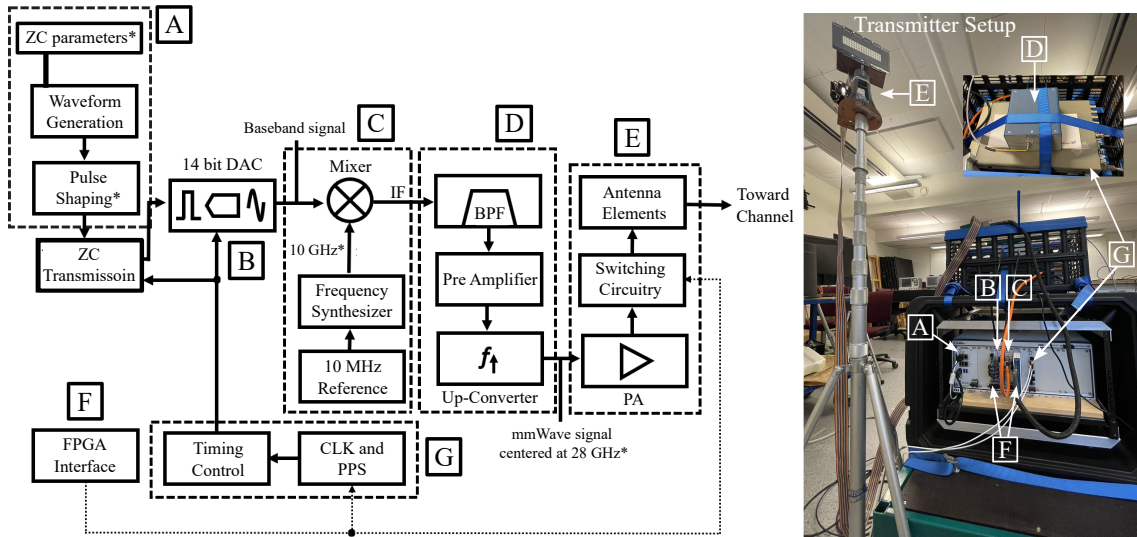 A
ZC parameters*
Waveform
Generation
Pulse
Shaping*
ZC
Transmissoin
14 bit DAC
B
Baseband signal
C
Mixer
IF
10 GHz*
Frequency
Synthesizer
10 MHz
Reference
D
BPF
Pre Amplifier
f
Up-Converter
E
Antenna
Elements
Switching
Circuitry
PA
Toward
Channel
mmWave signal
centered at 28 GHz*
F
FPGA
Interface
Timing
Control
CLK and
PPS
G
Transmitter Setup
D
E
G
B
C
A
F